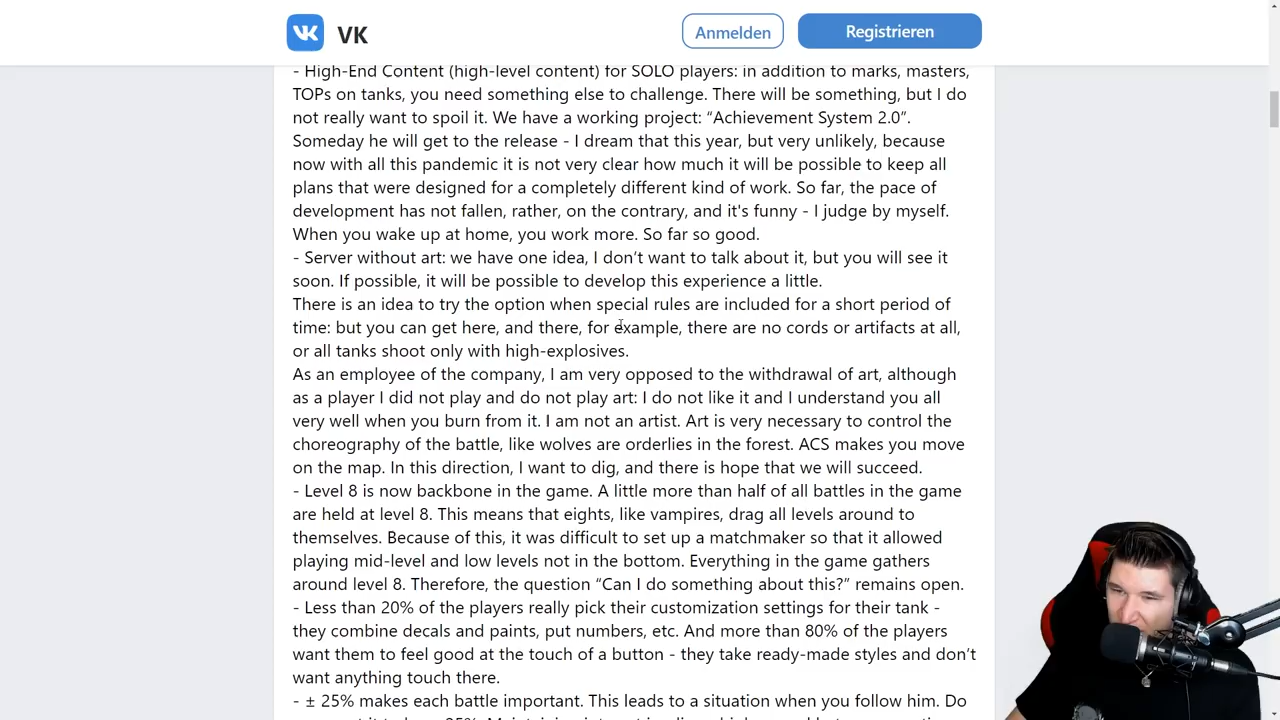 VK
Anmelden
Registrieren
- High-End Content (high-level content) for SOLO players: in addition to marks, masters,
TOPs on tanks, you need something else to challenge. There will be something, but I do
not really want to spoil it. We have a working project: “Achievement System 2.0”.
Someday he will get to the release - I dream that this year, but very unlikely, because
now with all this pandemic it is not very clear how much it will be possible to keep all
plans that were designed for a completely different kind of work. So far, the pace of
development has not fallen, rather, on the contrary, and it's funny - I judge by myself.
When you wake up at home, you work more. So far so good.
- Server without art: we have one idea, I don’t want to talk about it, but you will see it
soon. If possible, it will be possible to develop this experience a little.
There is an idea to try the option when special rules are included for a short period of
time: but you can get here, and there, for example, there are no cords or artifacts at all,
or all tanks shoot only with high-explosives.
As an employee of the company, I am very opposed to the withdrawal of art, although
as a player I did not play and do not play art: I do not like it and I understand you all
very well when you burn from it. I am not an artist. Art is very necessary to control the
choreography of the battle, like wolves are orderlies in the forest. ACS makes you move
on the map. In this direction, I want to dig, and there is hope that we will succeed.
- Level 8 is now backbone in the game. A little more than half of all battles in the game
are held at level 8. This means that eights, like vampires, drag all levels around to
themselves. Because of this, it was difficult to set up a matchmaker so that it allowed
playing mid-level and low levels not in the bottom. Everything in the game gathers
around level 8. Therefore, the question “Can I do something about this?” remains open.
- Less than 20% of the players really pick their customization settings for their tank -
they combine decals and paints, put numbers, etc. And more than 80% of the players
want them to feel good at the touch of a button - they take ready-made styles and don’t
want anything touch there.
- ± 25% makes each battle important. This leads to a situation when you follow him. Do